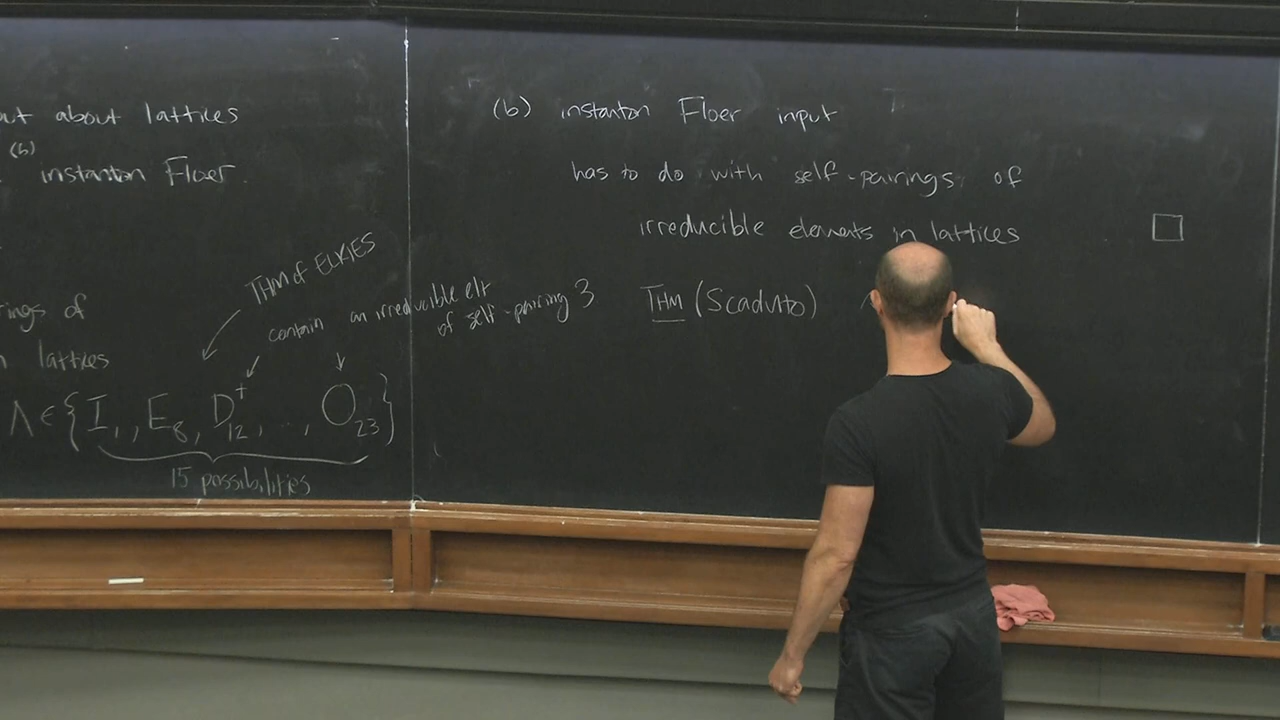 about lattices
(b)
instanton Floer.
of
lattices
THM of ELKIES
contain an irreducible elt
of self-pairing 3
Λ ∈ { I₁, E₈, D₁₂⁺, ..., O₂₃ }
15 possibilities
(b) instanton Floer input
has to do with self-pairings of
irreducible elements in lattices
THM (Scaduto)